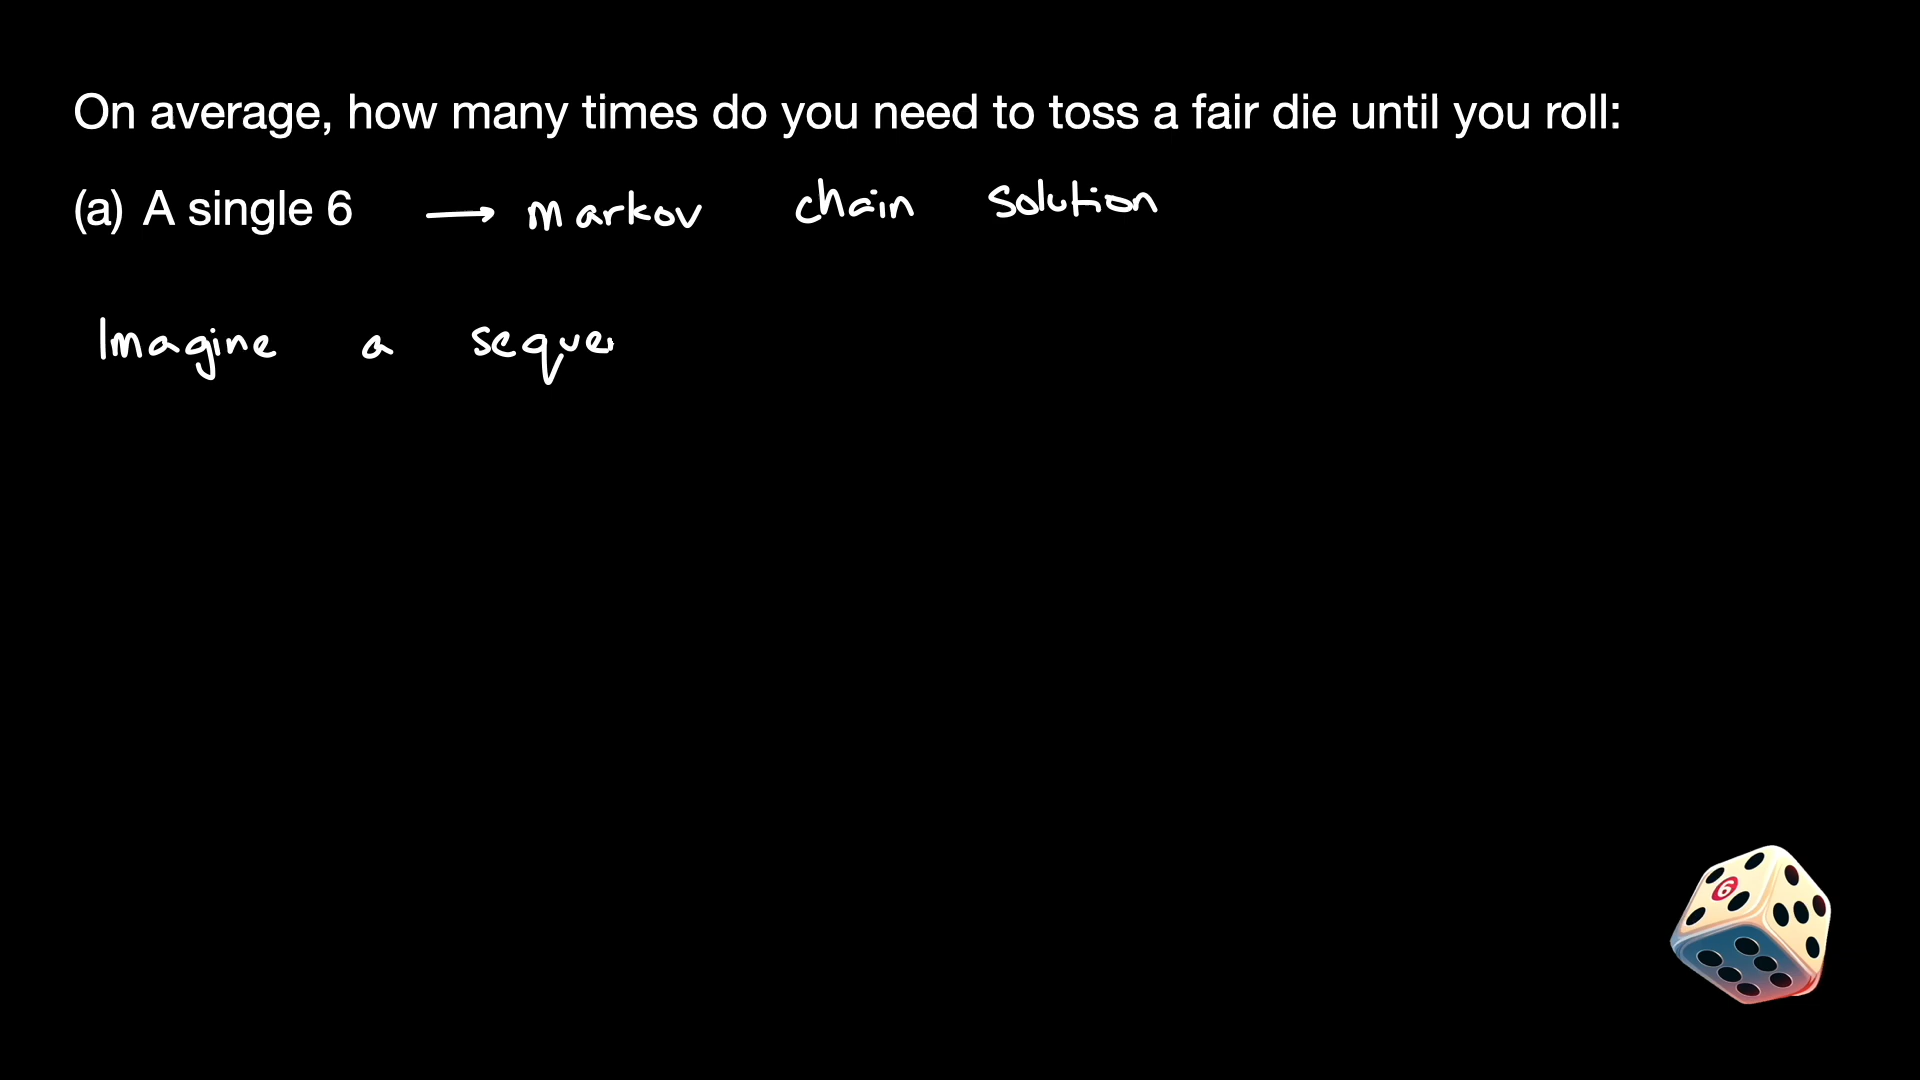 On average, how many times do you need to toss a fair die until you roll:
(a) A single 6 → markov chain solution
Imagine a seque
6